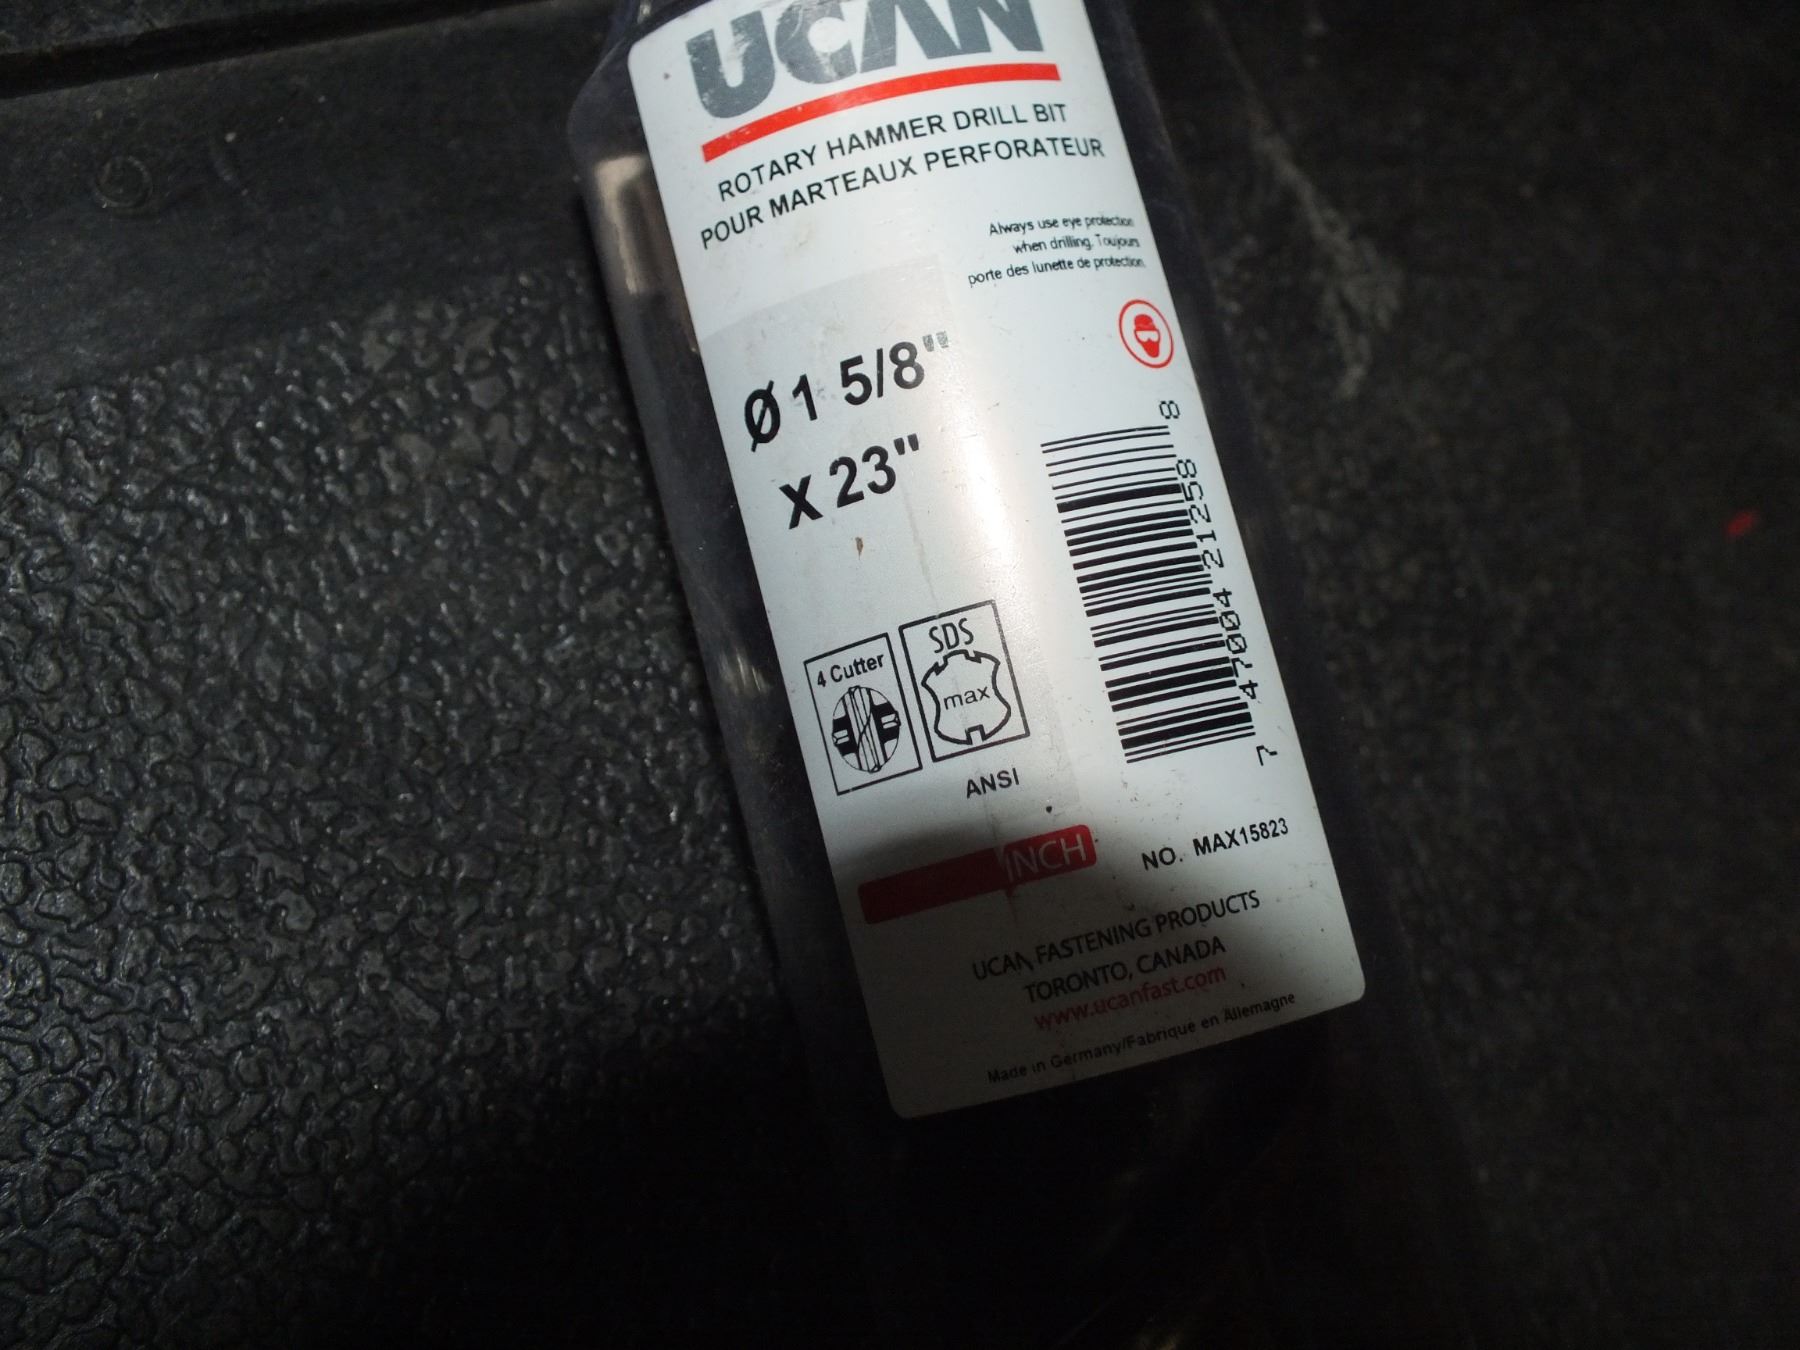 UCAN
ROTARY HAMMER DRILL BIT
POUR MARTEAUX PERFORATEUR
Always use eye protection
when drilling. Toujours
porte des lunette de protection.
Ø 1 5/8"
X 23"
4 Cutter
SDS
max
ANSI
7 47004 21258 8
INCH
NO. MAX15823
UCAN FASTENING PRODUCTS
TORONTO, CANADA
www.ucanfast.com
Made in Germany/Fabrique en Allemagne